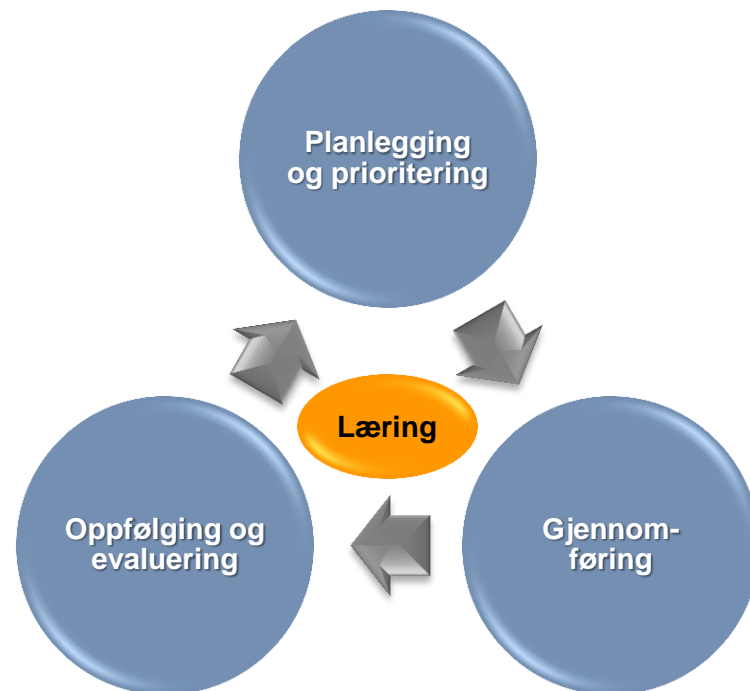 Planlegging
og prioritering
Læring
Oppfølging og
evaluering
Gjennom-
føring